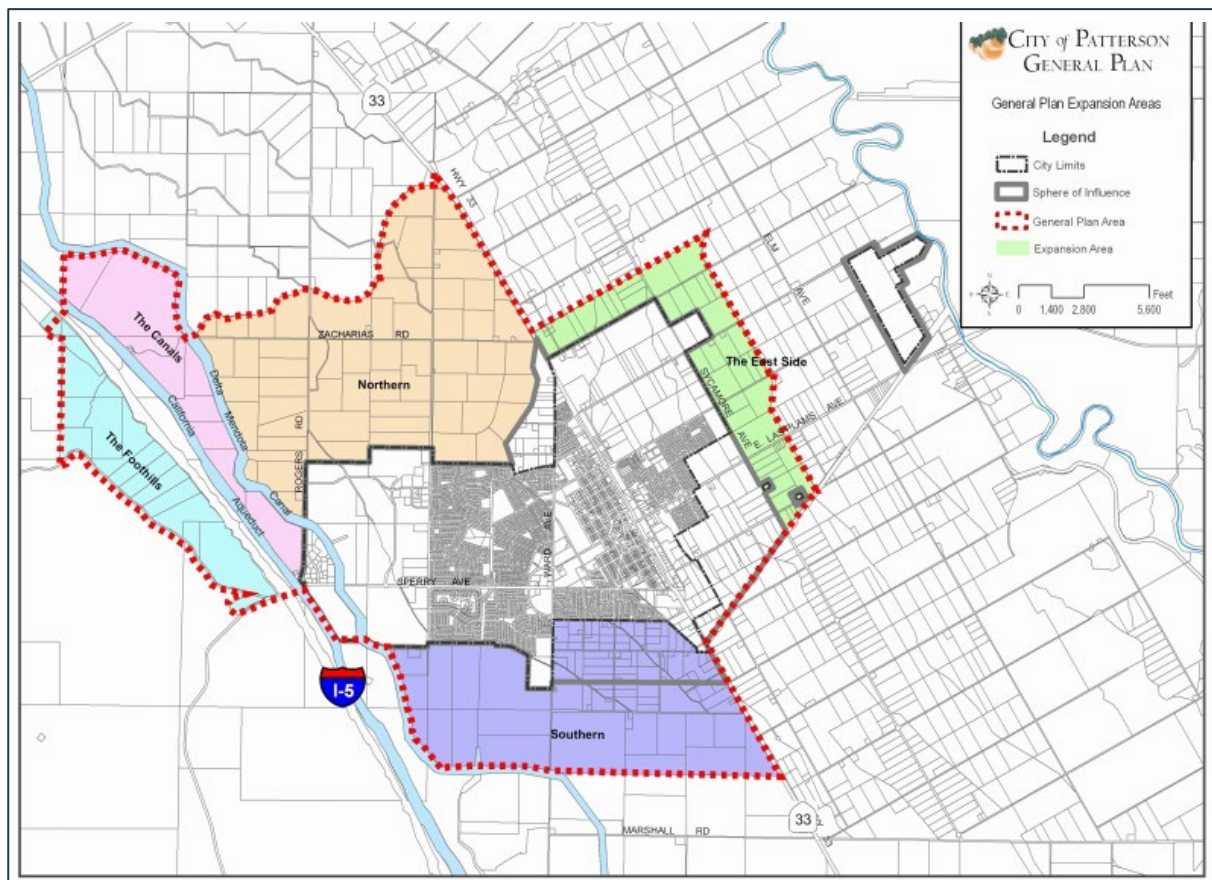 CITY OF PATTERSON
GENERAL PLAN
General Plan Expansion Areas
Legend
City Limits
Sphere of Influence
General Plan Area
Expansion Area
N
W
E
S
0 1,400 2,800 5,600 Feet
33
HWY 33
ELM AVE
ZACHARIAS RD
The Canals
Northern
The East Side
SYCAMORE AVE
E LAS PALMAS AVE
Delta Mendota Canal
California Aqueduct
ROGERS RD
The Foothills
WARD AVE
SPERRY AVE
I-5
Southern
33
MARSHALL RD